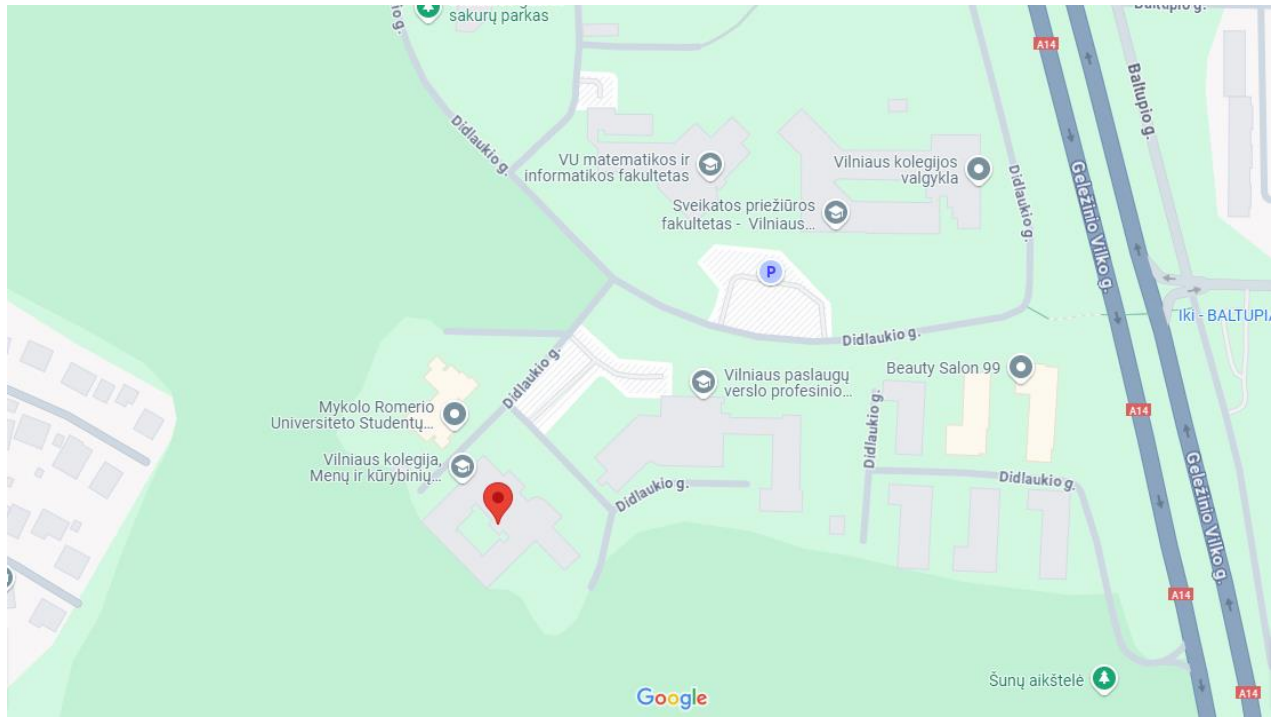 sakurų parkas
o g.
Baltupio g.
A14
Baltupio g.
Didlaukio g.
VU matematikos ir
informatikos fakultetas
Vilniaus kolegijos
valgykla
Didlaukio g.
Geležinio Vilko g.
Sveikatos priežiūros
fakultetas - Vilniaus...
P
Iki - BALTUPIA
Didlaukio g.
Didlaukio g.
Beauty Salon 99
Vilniaus paslaugų
verslo profesinio...
Mykolo Romerio
Universiteto Studentų...
A14
Didlaukio g.
Vilniaus kolegija,
Menų ir kūrybinių...
Didlaukio g.
Didlaukio g.
Geležinio Vilko g.
A14
Šunų aikštelė
A14
Google